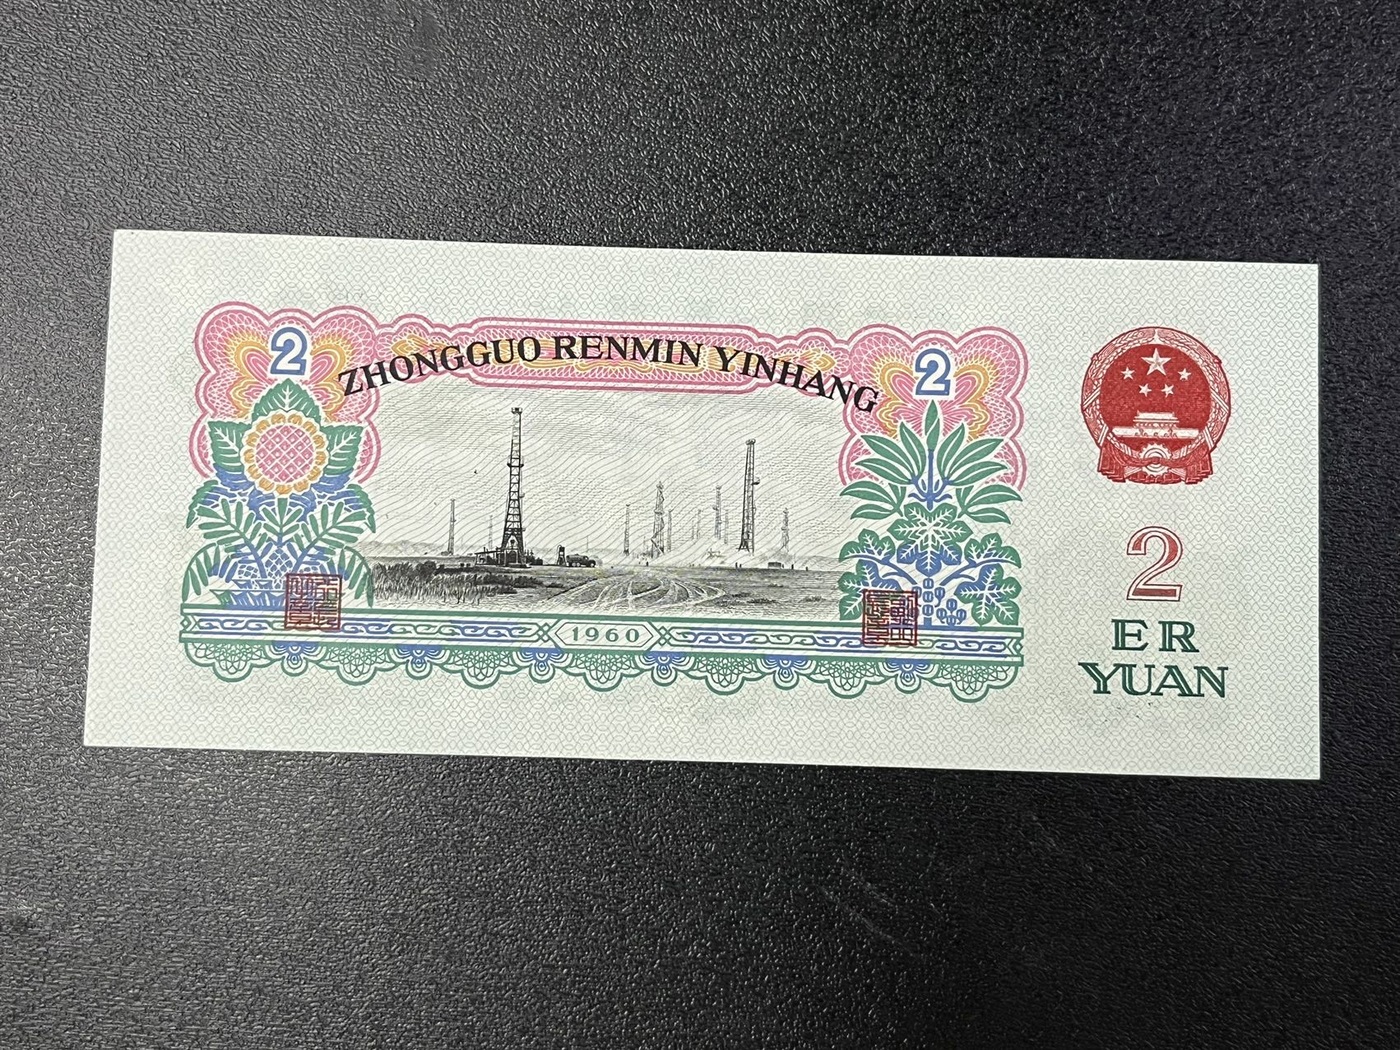 2
2
ZHONGGUO RENMIN YINHANG
2
ER
YUAN
1960